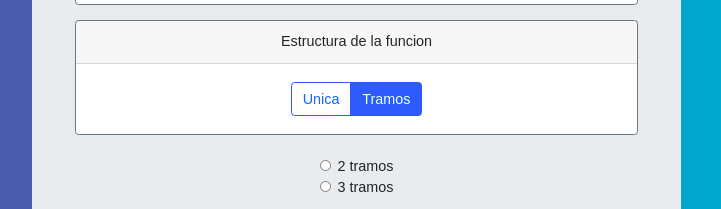 Estructura de la funcion
Unica Tramos
2 tramos
3 tramos